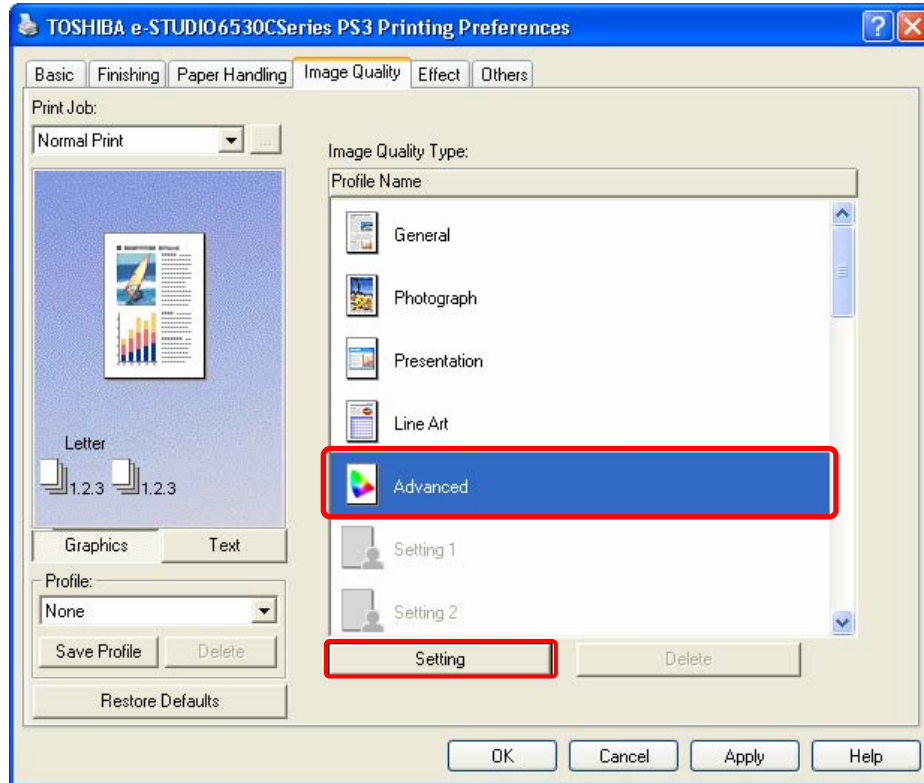 TOSHIBA e-STUDIO6530CSeries PS3 Printing Preferences
Basic Finishing Paper Handling Image Quality Effect Others
Print Job:
Normal Print
...
Letter
1.2.3 1.2.3
Graphics Text
Profile:
None
Save Profile Delete
Restore Defaults
Image Quality Type:
Profile Name
General
Photograph
Presentation
Line Art
Advanced
Setting 1
Setting 2
Setting Delete
OK Cancel Apply Help